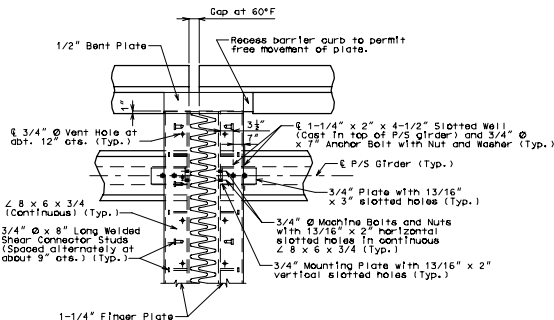 Gap at 60°F
1/2" Bent Plate
Recess barrier curb to permit
free movement of plate.
1"
3 1/2"
7"
℄ 3/4" Ø Vent Hole at
abt. 12" cts. (Typ.)
℄ 1-1/4" x 2" x 4-1/2" Slotted Well
(Cast in top of P/S girder) and 3/4" Ø
x 7" Anchor Bolt with Nut and Washer (Typ.)
℄ P/S Girder (Typ.)
3/4" Plate with 13/16"
x 3" slotted holes (Typ.)
∠ 8 x 6 x 3/4
(Continuous) (Typ.)
3/4" Ø x 8" Long Welded
Shear Connector Studs
(Spaced alternately at
about 9" cts.) (Typ.)
3/4" Ø Machine Bolts and Nuts
with 13/16" x 2" horizontal
slotted holes in continuous
∠ 8 x 6 x 3/4 (Typ.)
3/4" Mounting Plate with 13/16" x 2"
vertical slotted holes (Typ.)
1-1/4" Finger Plate